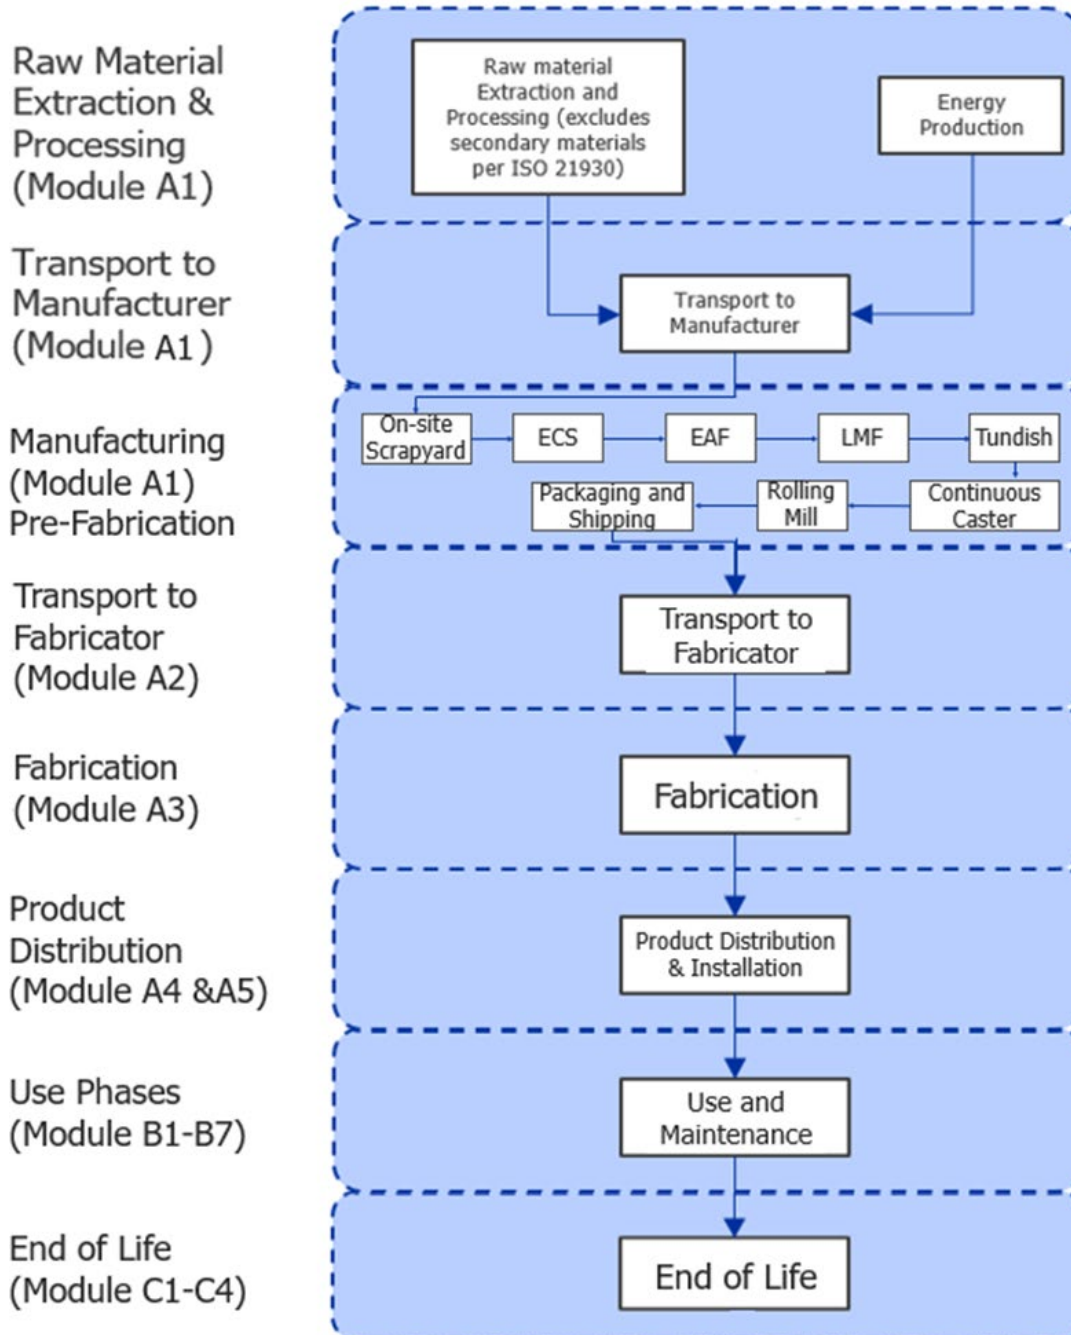 Raw Material
Extraction &
Processing
(Module A1)
Raw material
Extraction and
Processing (excludes
secondary materials
per ISO 21930)
Energy
Production
Transport to
Manufacturer
(Module A1)
Transport to
Manufacturer
Manufacturing
(Module A1)
Pre-Fabrication
On-site
Scrapyard
ECS
EAF
LMF
Tundish
Continuous
Caster
Rolling
Mill
Packaging and
Shipping
Transport to
Fabricator
(Module A2)
Transport to
Fabricator
Fabrication
(Module A3)
Fabrication
Product
Distribution
(Module A4 &A5)
Product Distribution
& Installation
Use Phases
(Module B1-B7)
Use and
Maintenance
End of Life
(Module C1-C4)
End of Life